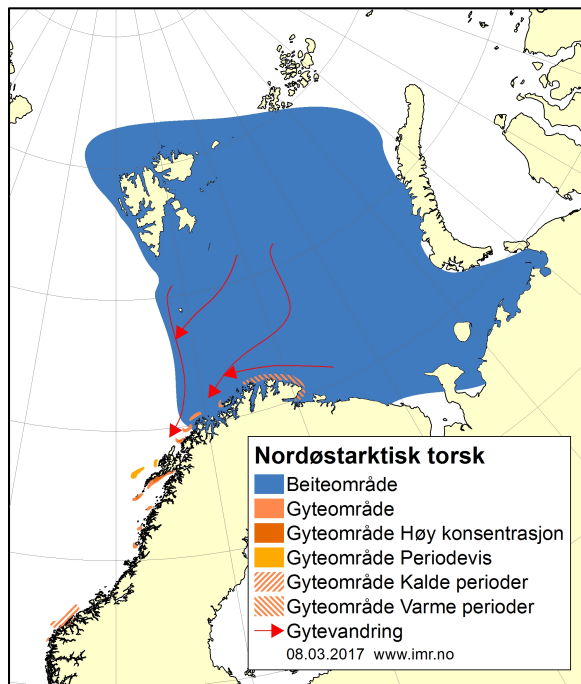 Nordøstarktisk torsk
Beiteområde
Gyteområde
Gyteområde Høy konsentrasjon
Gyteområde Periodevis
Gyteområde Kalde perioder
Gyteområde Varme perioder
Gytevandring
08.03.2017 www.imr.no